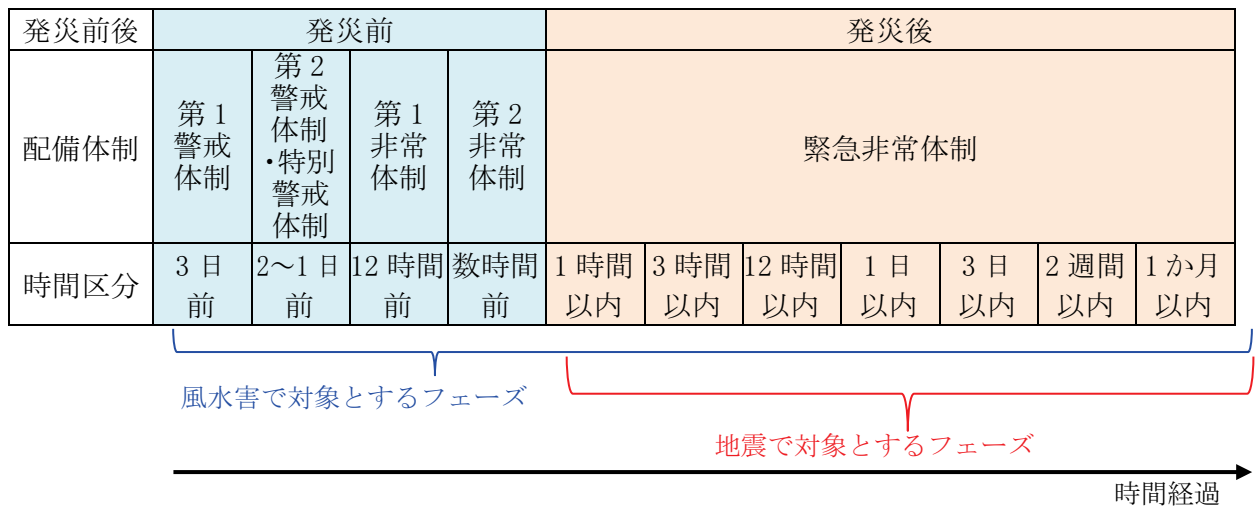 発災前後 発災前 発災後
配備体制
第1
警戒
体制
第2
警戒
体制
・特別
警戒
体制
第1
非常
体制
第2
非常
体制
緊急非常体制
時間区分
3日
前
2～1日
前
12時間
前
数時間
前
1時間
以内
3時間
以内
12時間
以内
1日
以内
3日
以内
2週間
以内
1か月
以内
風水害で対象とするフェーズ
地震で対象とするフェーズ
時間経過